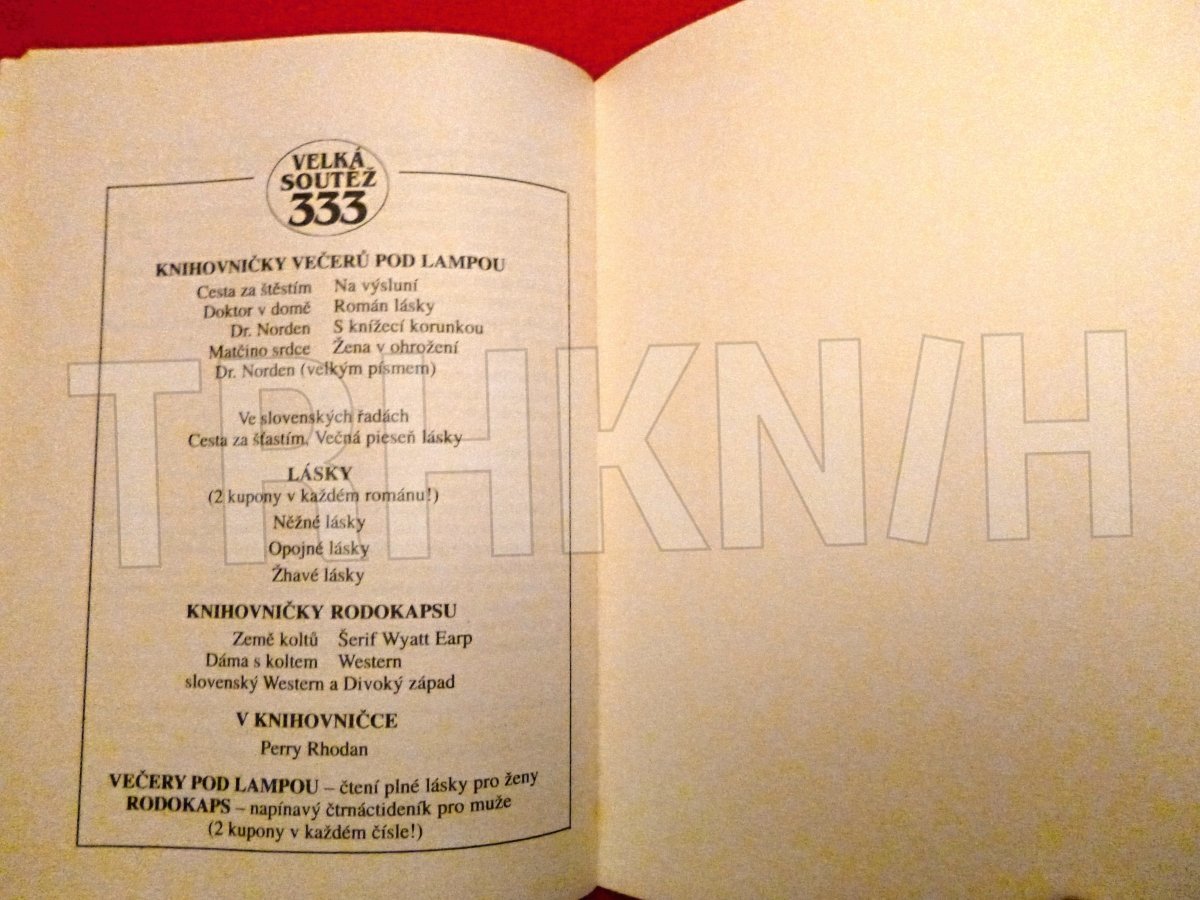 VELKÁ
SOUTĚŽ
333
KNIHOVNIČKY VEČERŮ POD LAMPOU
Cesta za štěstím Na výsluní
Doktor v domě Román lásky
Dr. Norden S knížecí korunkou
Matčino srdce Žena v ohrožení
Dr. Norden (velkým písmem)
Ve slovenských řadách
Cesta za šťastím, Večná pieseň lásky
LÁSKY
(2 kupony v každém románu!)
Něžné lásky
Opojné lásky
Žhavé lásky
KNIHOVNIČKY RODOKAPSU
Země koltů Šerif Wyatt Earp
Dáma s koltem Western
slovenský Western a Divoký západ
V KNIHOVNIČCE
Perry Rhodan
VEČERY POD LAMPOU – čtení plné lásky pro ženy
RODOKAPS – napínavý čtrnáctideník pro muže
(2 kupony v každém čísle!)
TRHKN/H